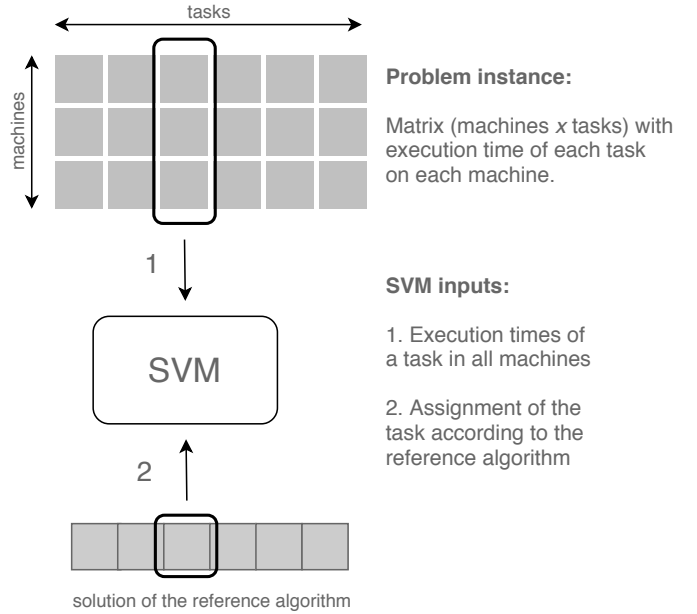 tasks
machines
Problem instance:
Matrix (machines x tasks) with
execution time of each task
on each machine.
1
SVM inputs:
1. Execution times of
a task in all machines
SVM
2. Assignment of the
task according to the
reference algorithm
2
solution of the reference algorithm